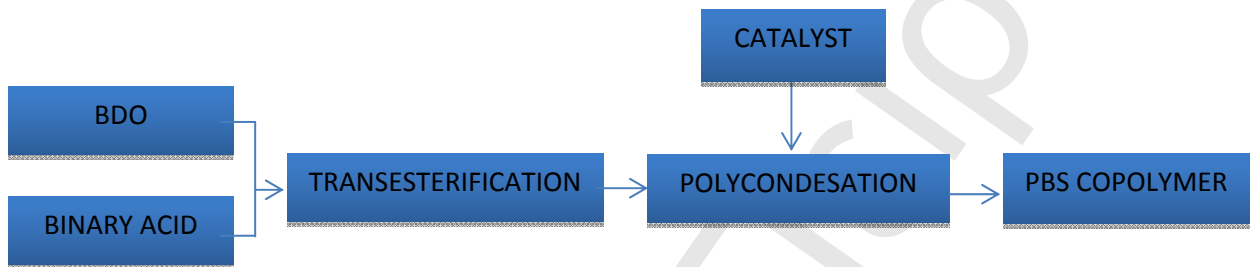 CATALYST
BDO
TRANSESTERIFICATION
POLYCONDESATION
PBS COPOLYMER
BINARY ACID